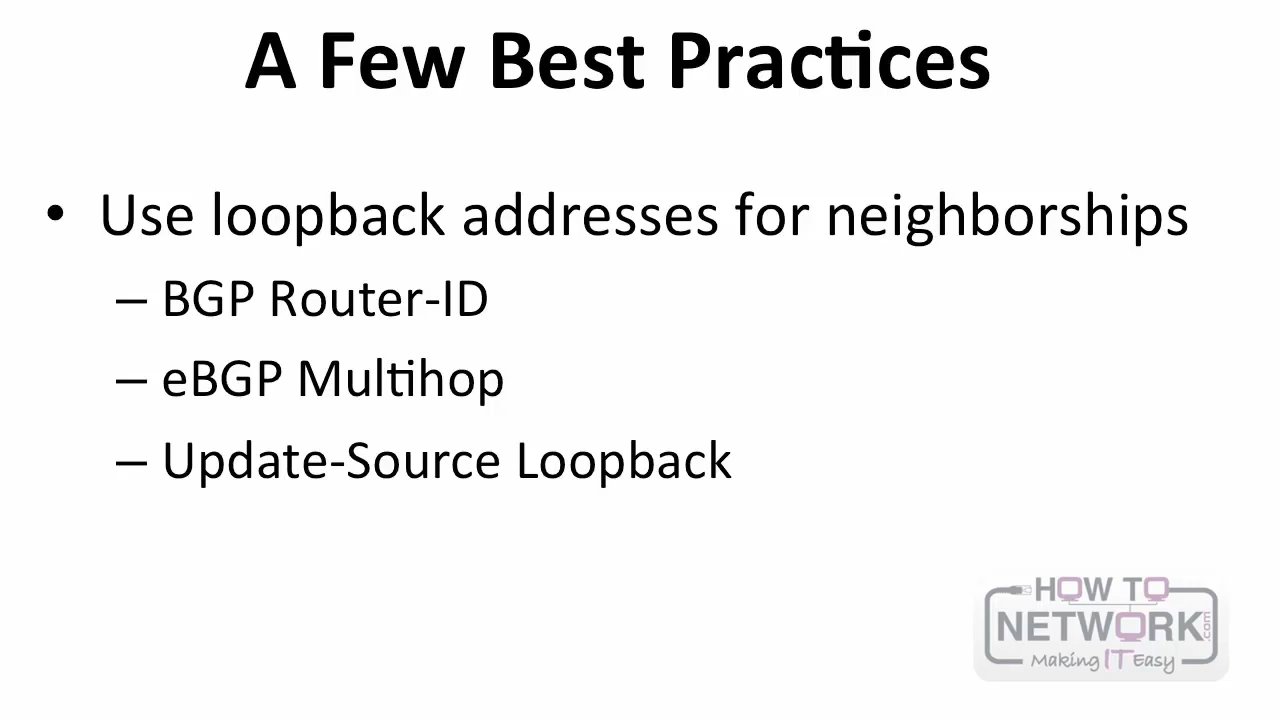 A Few Best Practices
• Use loopback addresses for neighborships
– BGP Router-ID
– eBGP Multihop
– Update-Source Loopback
HOW TO
NETWORK.com
Making IT Easy